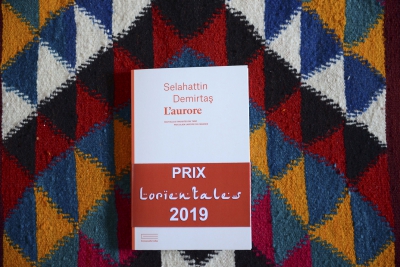 Selahattin
Demirtaş
L'aurore
PRIX
Lorientales
2019